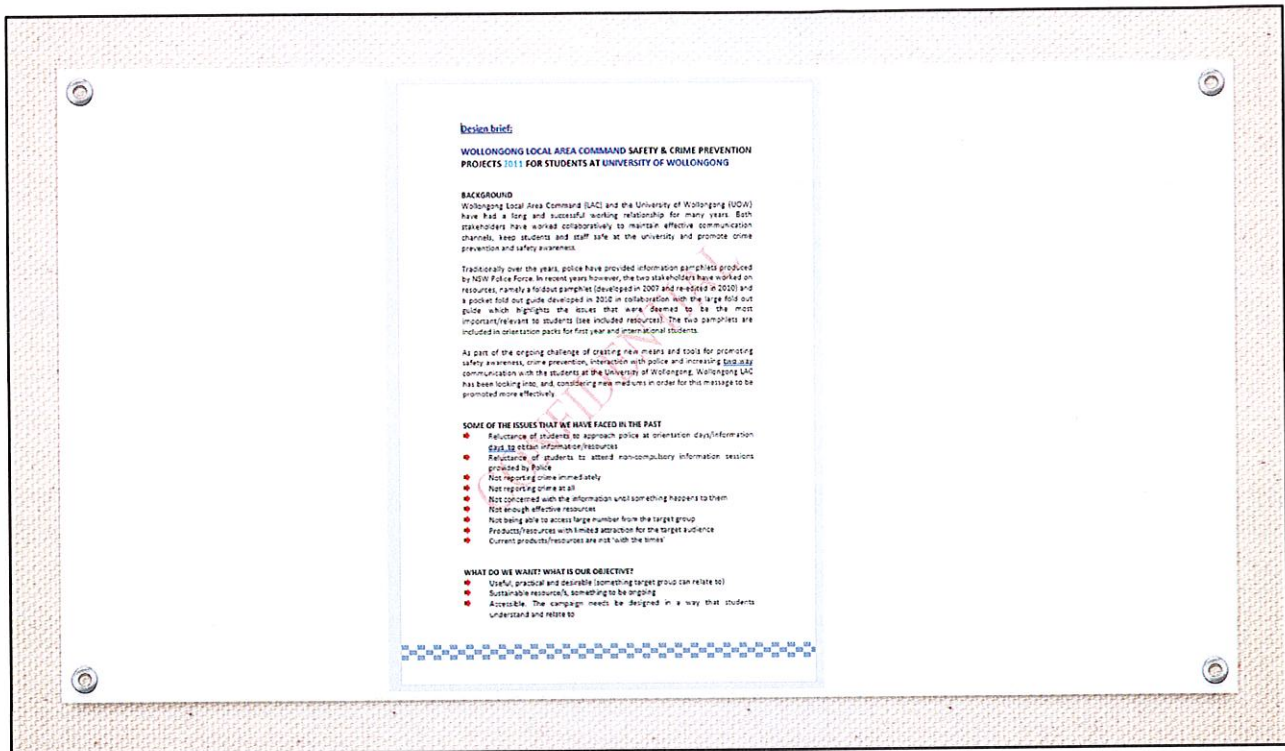 Design brief:
WOLLONGONG LOCAL AREA COMMAND SAFETY & CRIME PREVENTION
PROJECTS 2011 FOR STUDENTS AT UNIVERSITY OF WOLLONGONG
BACKGROUND
Wollongong Local Area Command (LAC) and the University of Wollongong (UOW)
have had a long and successful working relationship for many years. Both
stakeholders have worked collaboratively to maintain effective communication
channels, keep students and staff safe at the university and promote crime
prevention and safety awareness.
Traditionally over the years, police have provided information pamphlets produced
by NSW Police Force. In recent years however, the two stakeholders have worked on
resources, namely a foldout pamphlet (developed in 2007 and re-edited in 2010) and
a pocket fold out guide developed in 2010 in collaboration with the large fold out
guide which highlights the issues that were deemed to be the most
important/relevant to students (see included resources). The two pamphlets are
included in orientation packs for first year and international students.
As part of the ongoing challenge of creating new means and tools for promoting
safety awareness, crime prevention, interaction with police and increasing two way
communication with the students at the University of Wollongong, Wollongong LAC
has been looking into, and, considering new mediums in order for this message to be
promoted more effectively.
SOME OF THE ISSUES THAT WE HAVE FACED IN THE PAST
Reluctance of students to approach police at orientation days/information
days to obtain information/resources
Reluctance of students to attend non-compulsory information sessions
provided by Police
Not reporting crime immediately
Not reporting crime at all
Not concerned with the information until something happens to them
Not enough effective resources
Not being able to access large number from the target group
Products/resources with limited attraction for the target audience
Current products/resources are not 'with the times'
WHAT DO WE WANT? WHAT IS OUR OBJECTIVE?
Useful, practical and desirable (something target group can relate to)
Sustainable resource/s, something to be ongoing
Accessible. The campaign needs be designed in a way that students
understand and relate to
CONFIDENTIAL